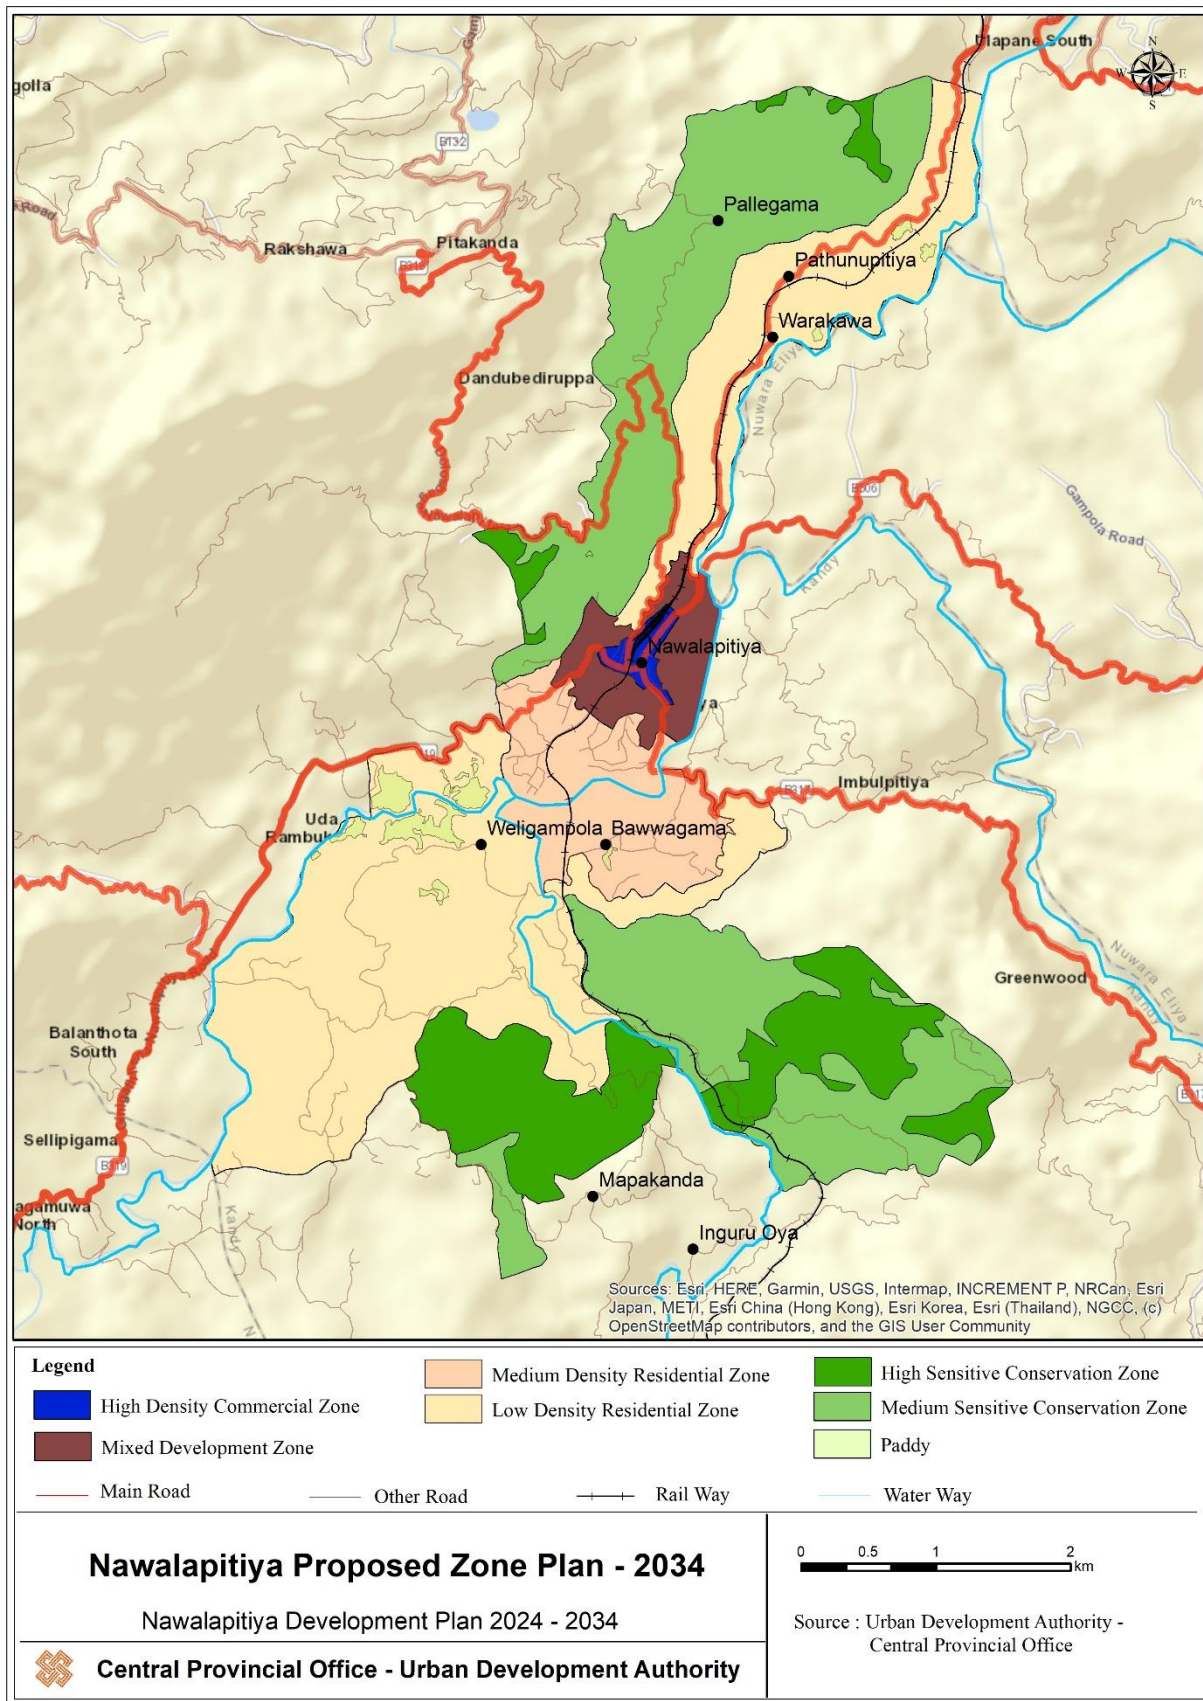 Ulapane South
N
W
E
S
golla
B132
Pallegama
Road
Rakshawa
Pitakanda
Pathunupitiya
Warakawa
Nuwara Eliya
Dandubediruppa
B506
Gampola Road
Kandy
Nawalapitiya
ya
Imbulpitiya
B317
Uda
Weligampola
Bawwagama
Nuwara Eliya
Kandy
Greenwood
Balanthota
South
Sellipigama
B319
Mapakanda
agamuwa
North
Kandy
Inguru Oya
Sources: Esri, HERE, Garmin, USGS, Intermap, INCREMENT P, NRCan, Esri
Japan, METI, Esri China (Hong Kong), Esri Korea, Esri (Thailand), NGCC, (c)
OpenStreetMap contributors, and the GIS User Community
Legend
High Density Commercial Zone
Mixed Development Zone
Medium Density Residential Zone
Low Density Residential Zone
High Sensitive Conservation Zone
Medium Sensitive Conservation Zone
Paddy
Main Road
Other Road
Rail Way
Water Way
Nawalapitiya Proposed Zone Plan - 2034
Nawalapitiya Development Plan 2024 - 2034
Central Provincial Office - Urban Development Authority
0 0.5 1 2
km
Source : Urban Development Authority -
Central Provincial Office